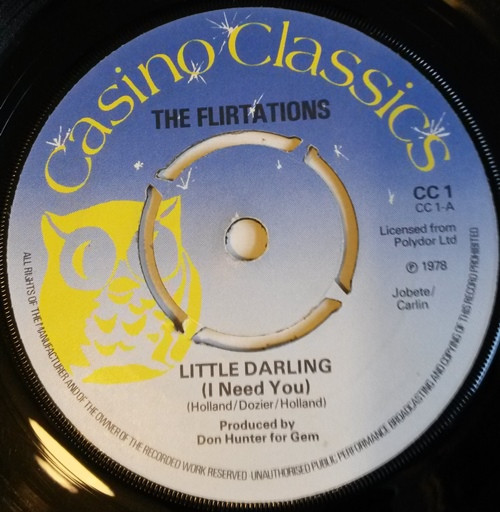 Casino Classics
THE FLIRTATIONS
CC 1
CC 1-A
Licensed from
Polydor Ltd
℗ 1978
Jobete/
Carlin
LITTLE DARLING
(I Need You)
(Holland/Dozier/Holland)
Produced by
Don Hunter for Gem
ALL RIGHTS OF THE MANUFACTURER AND OF THE OWNER OF THE RECORDED WORK RESERVED UNAUTHORISED PUBLIC PERFORMANCE BROADCASTING AND COPYING OF THIS RECORD PROHIBITED